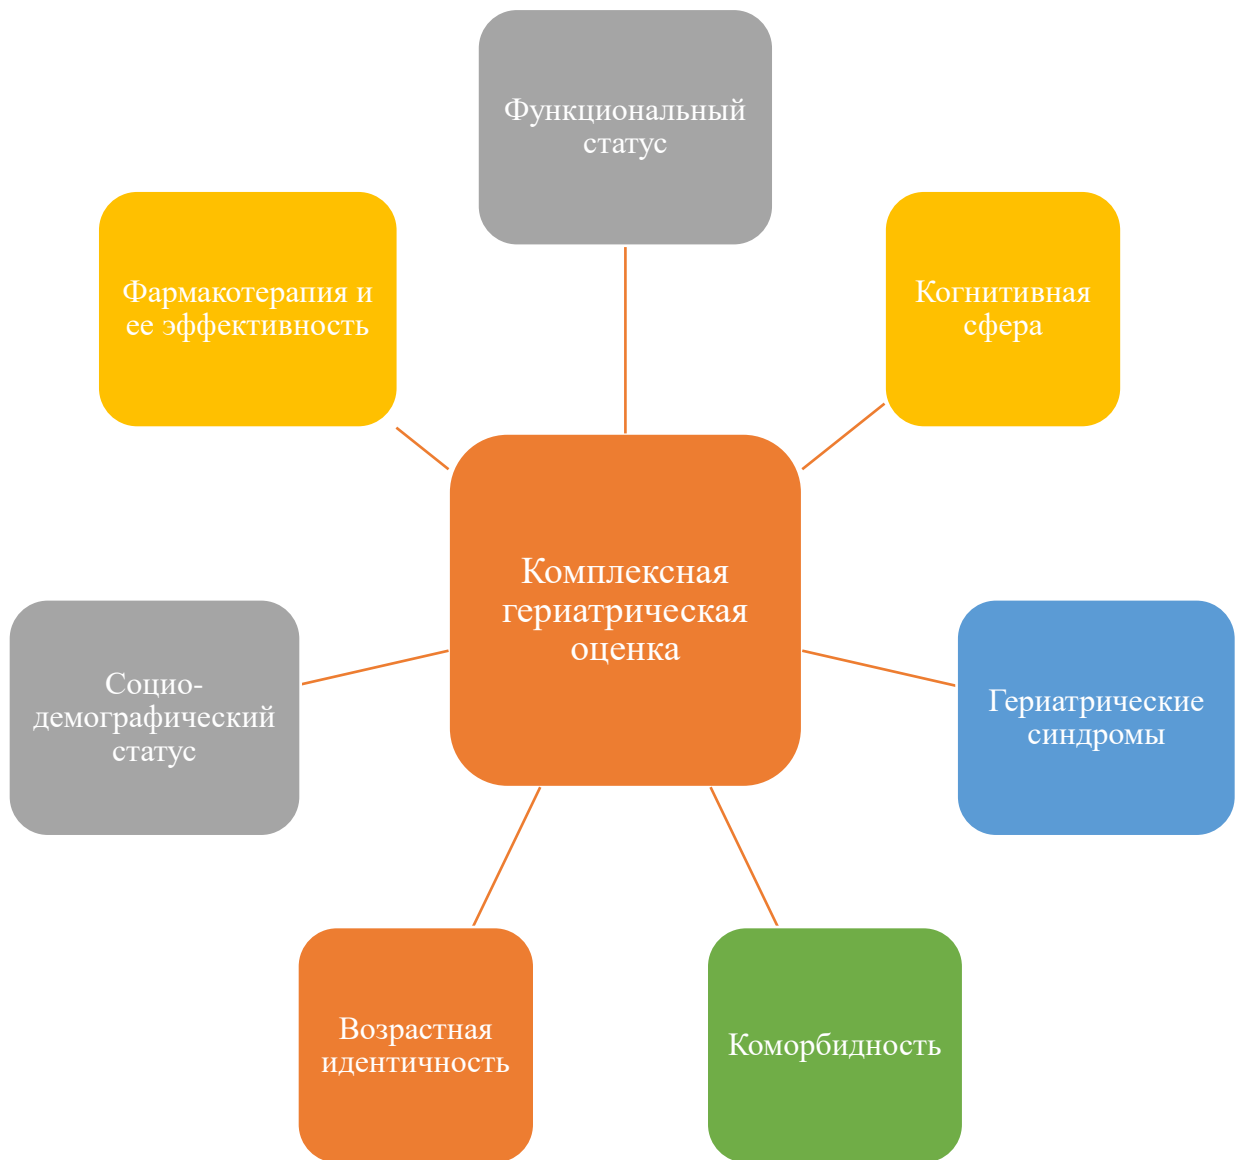 Функциональный
статус
Фармакотерапия и
ее эффективность
Когнитивная
сфера
Комплексная
гериатрическая
оценка
Социо-
демографический
статус
Гериатрические
синдромы
Возрастная
идентичность
Коморбидность